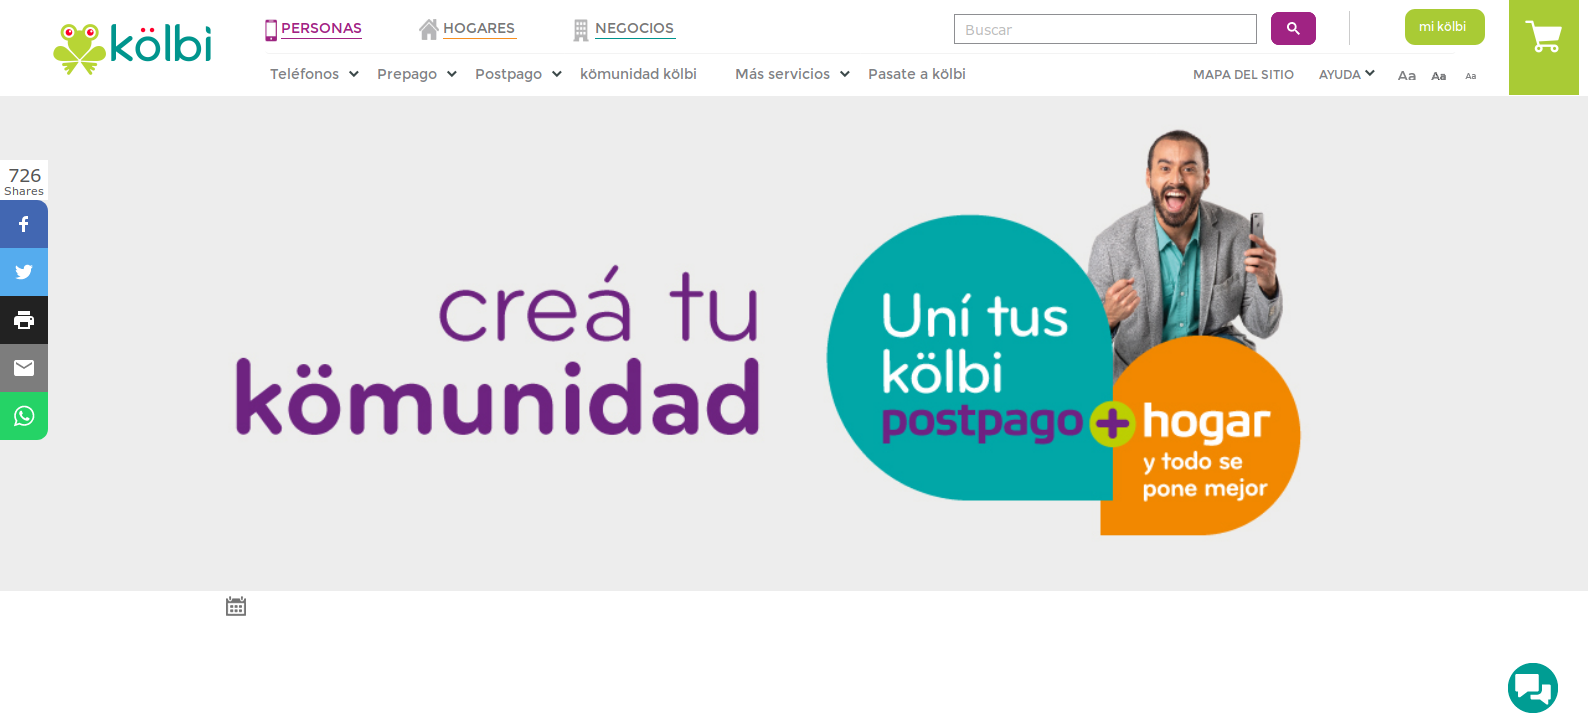 kölbi
PERSONAS
HOGARES
NEGOCIOS
Buscar
mi kölbi
Teléfonos
Prepago
Postpago
kömunidad kölbi
Más servicios
Pasate a kölbi
MAPA DEL SITIO
AYUDA
Aa
Aa
Aa
726
Shares
creá tu
kömunidad
Uní tus
kölbi
postpago+hogar
y todo se
pone mejor